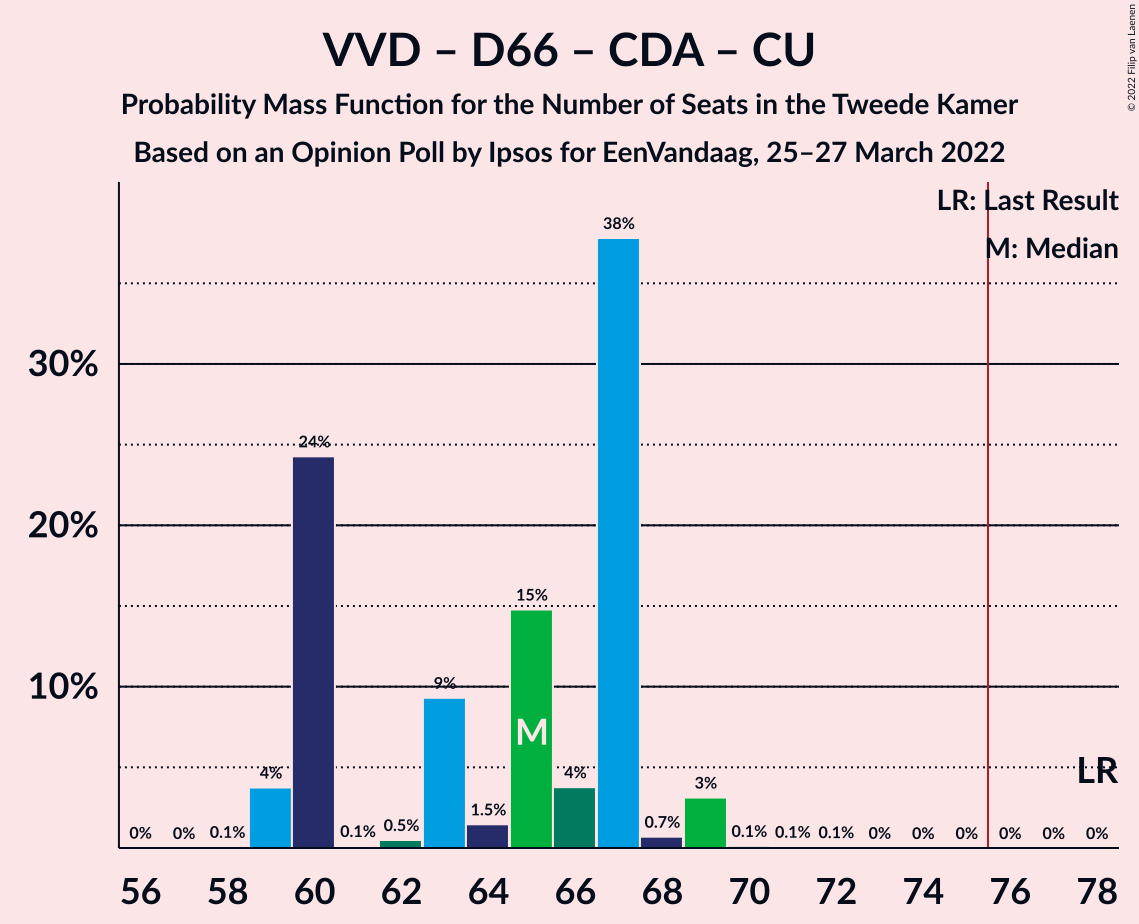 VVD – D66 – CDA – CU
Probability Mass Function for the Number of Seats in the Tweede Kamer
Based on an Opinion Poll by Ipsos for EenVandaag, 25–27 March 2022
© 2022 Filip van Laenen
LR: Last Result
M: Median
38%
30%
24%
20%
15%
10%
9%
M
LR
4%
4%
3%
1.5%
0% 0% 0.1% 0.1% 0.5% 0.7% 0.1% 0.1% 0.1% 0% 0% 0% 0% 0% 0%
56 58 60 62 64 66 68 70 72 74 76 78